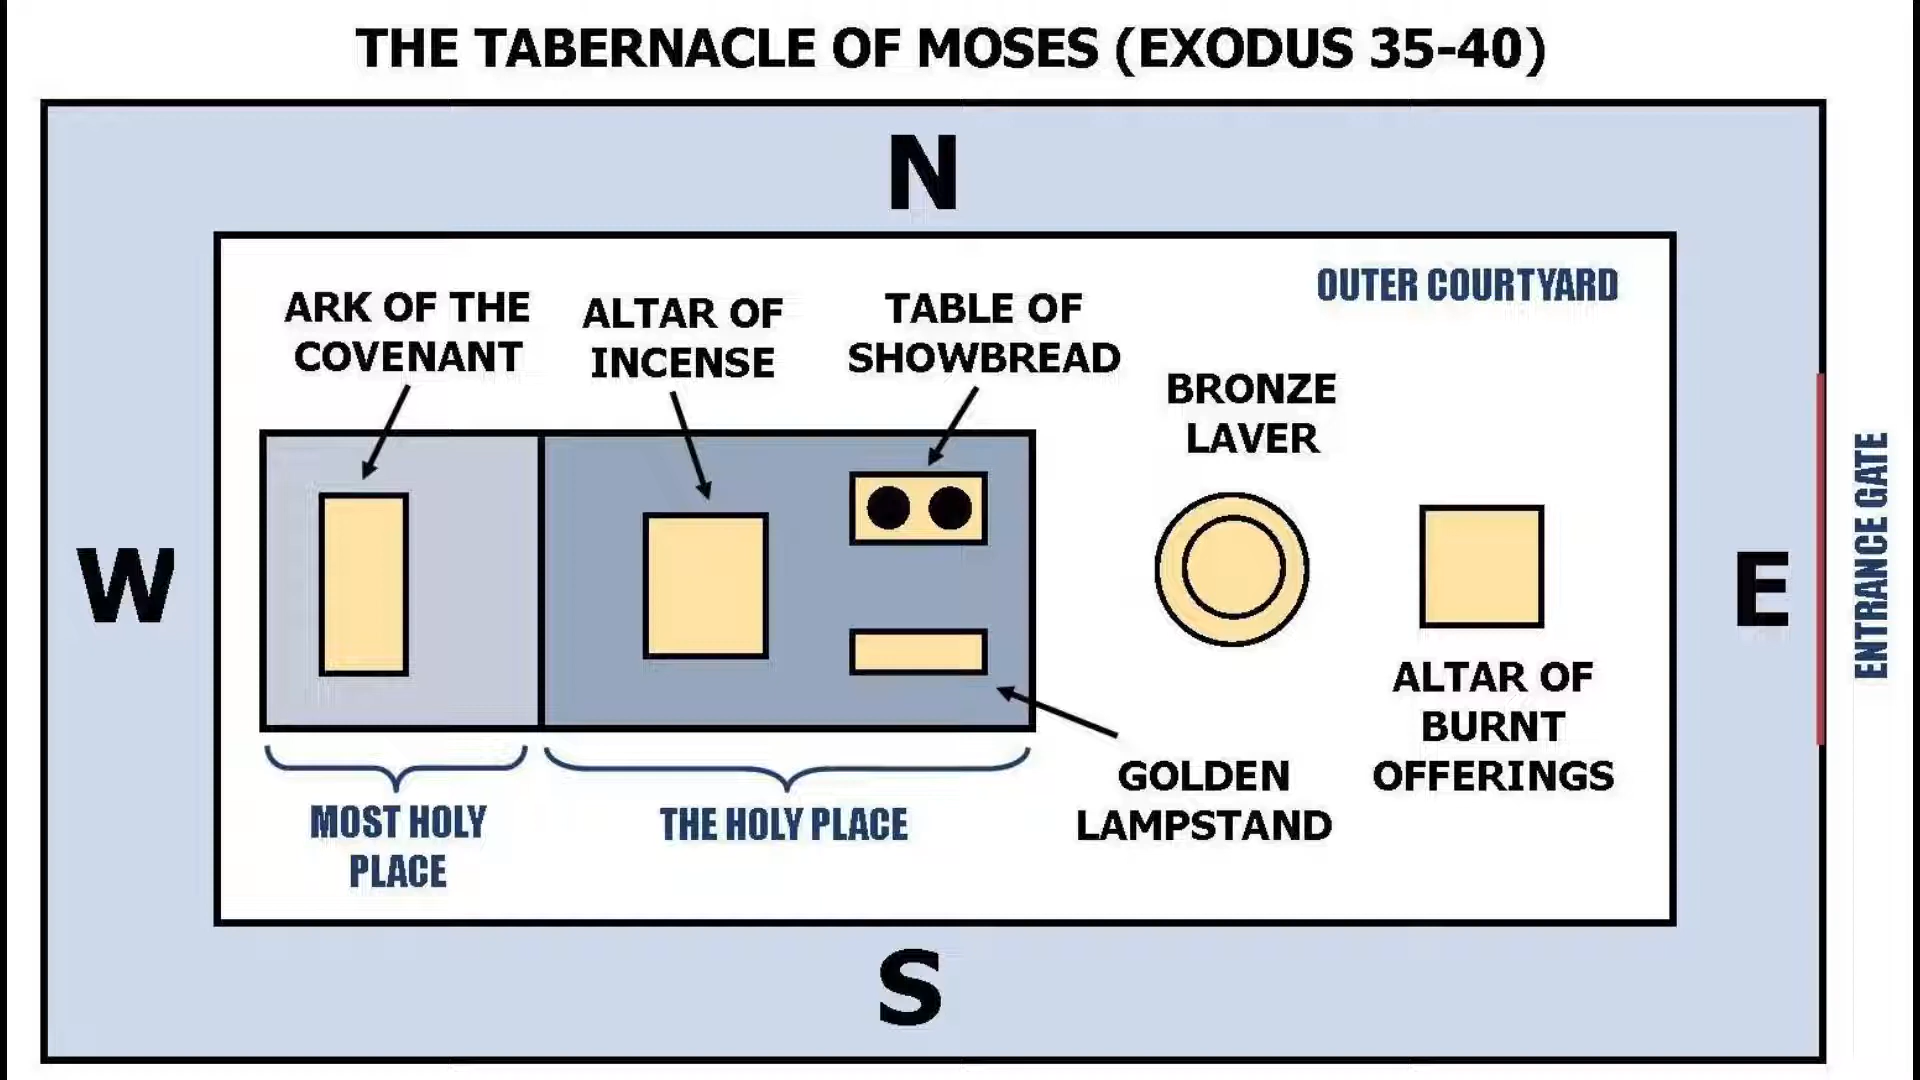 THE TABERNACLE OF MOSES (EXODUS 35-40)
N
OUTER COURTYARD
ARK OF THE
COVENANT
ALTAR OF
INCENSE
TABLE OF
SHOWBREAD
BRONZE
LAVER
W
E
ENTRANCE GATE
ALTAR OF
BURNT
OFFERINGS
GOLDEN
LAMPSTAND
MOST HOLY
PLACE
THE HOLY PLACE
S